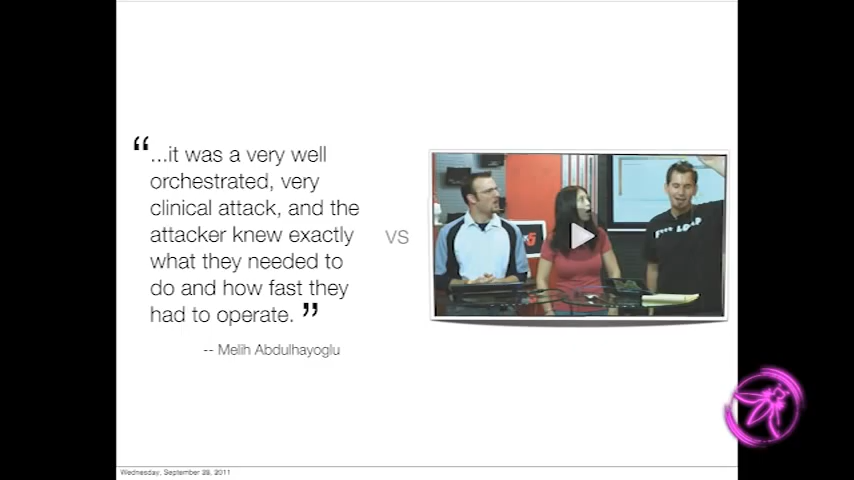 “...it was a very well
orchestrated, very
clinical attack, and the
attacker knew exactly
what they needed to
do and how fast they
had to operate.”
-- Melih Abdulhayoglu
vs
Wednesday, September 28, 2011